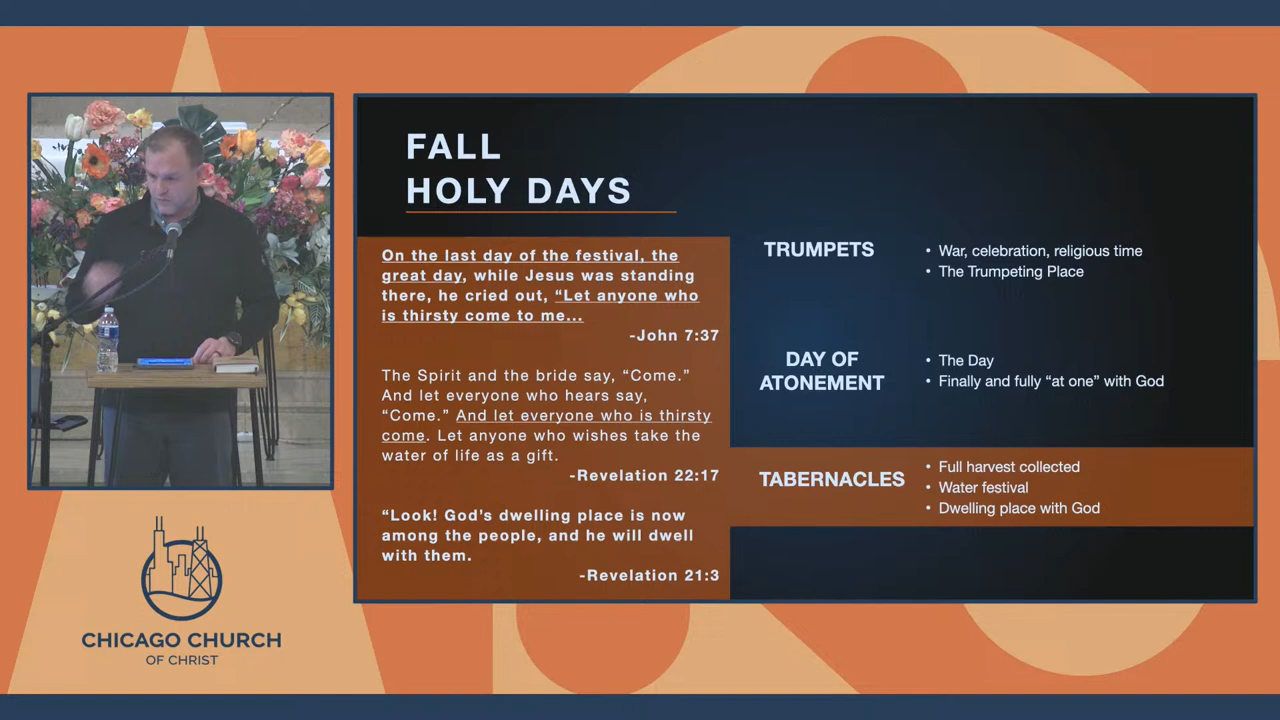 FALL
HOLY DAYS
On the last day of the festival, the
great day, while Jesus was standing
there, he cried out, “Let anyone who
is thirsty come to me...
-John 7:37
The Spirit and the bride say, “Come.”
And let everyone who hears say,
“Come.” And let everyone who is thirsty
come. Let anyone who wishes take the
water of life as a gift.
-Revelation 22:17
“Look! God’s dwelling place is now
among the people, and he will dwell
with them.
-Revelation 21:3
TRUMPETS
• War, celebration, religious time
• The Trumpeting Place
DAY OF
ATONEMENT
• The Day
• Finally and fully “at one” with God
TABERNACLES
• Full harvest collected
• Water festival
• Dwelling place with God
CHICAGO CHURCH
OF CHRIST